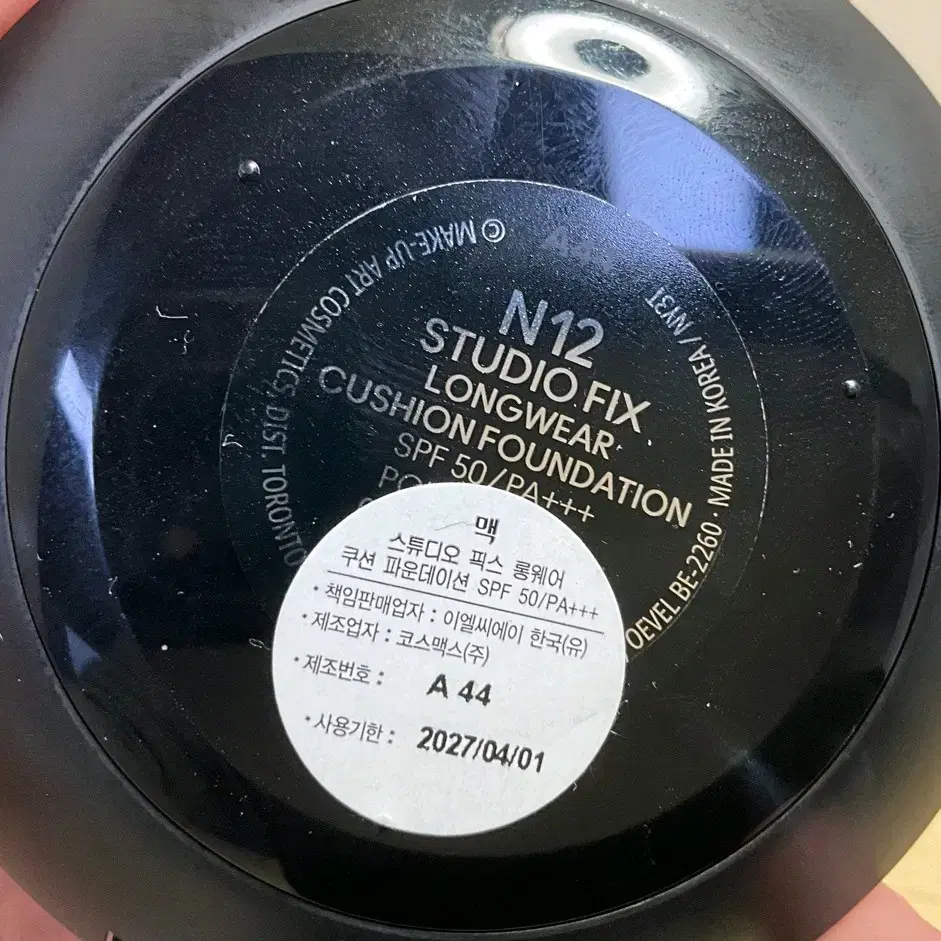 A44
N12
STUDIO FIX
LONGWEAR
CUSHION FOUNDATION
SPF 50/PA+++
© MAKE-UP ART COSMETICS, DIST. TORONTO
OEVEL BE-2260 · MADE IN KOREA / NY31
맥
스튜디오 픽스 롱웨어
쿠션 파운데이션 SPF 50/PA+++
· 책임판매업자 : 이엘씨에이 한국(유)
· 제조업자 : 코스맥스(주)
· 제조번호 : A 44
· 사용기한 : 2027/04/01